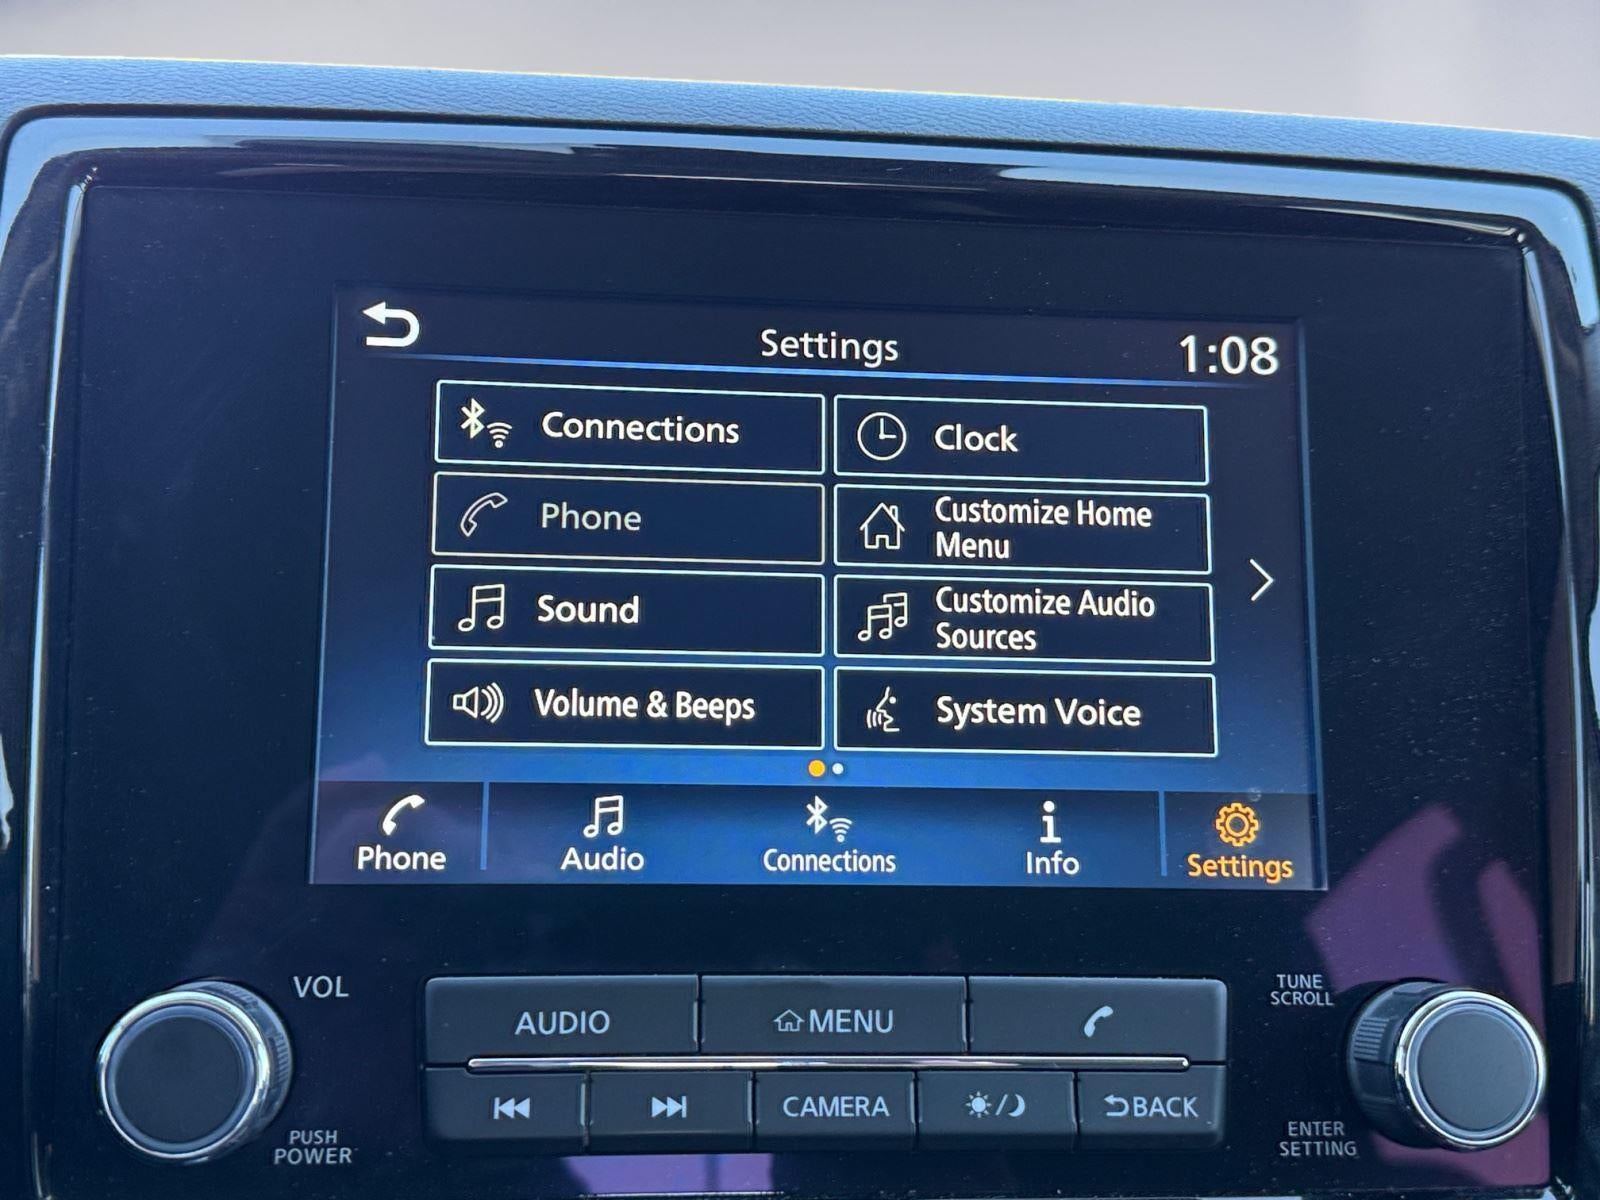 Settings
1:08
Connections
Clock
Phone
Customize Home
Menu
Sound
Customize Audio
Sources
Volume & Beeps
System Voice
Phone
Audio
Connections
Info
Settings
VOL
TUNE
SCROLL
AUDIO
MENU
CAMERA
BACK
PUSH
POWER
ENTER
SETTING